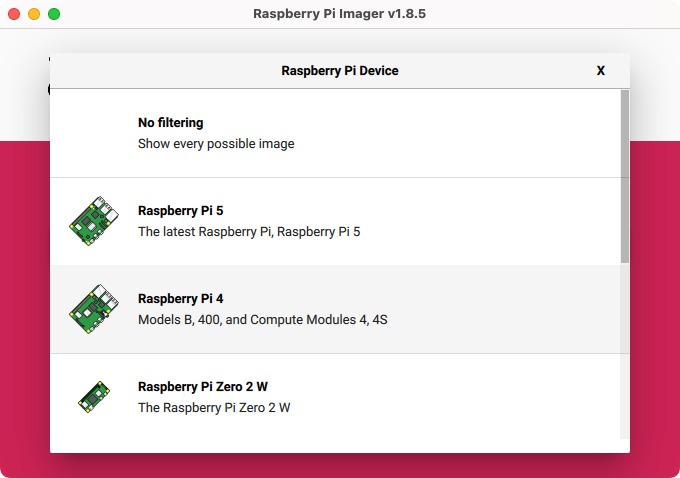 Raspberry Pi Imager v1.8.5
Raspberry Pi Device
X
No filtering
Show every possible image
Raspberry Pi 5
The latest Raspberry Pi, Raspberry Pi 5
Raspberry Pi 4
Models B, 400, and Compute Modules 4, 4S
Raspberry Pi Zero 2 W
The Raspberry Pi Zero 2 W